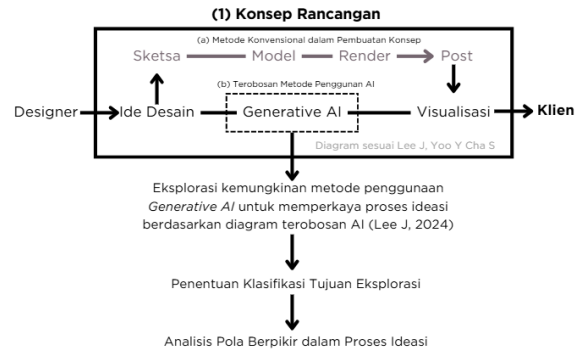 (1) Konsep Rancangan
(a) Metode Konvensional dalam Pembuatan Konsep
Sketsa Model Render Post
(b) Terobosan Metode Penggunan AI
Designer Ide Desain Generative AI Visualisasi Klien
Diagram sesuai Lee J, Yoo Y Cha S
Eksplorasi kemungkinan metode penggunaan
Generative AI untuk memperkaya proses ideasi
berdasarkan diagram terobosan AI (Lee J, 2024)
Penentuan Klasifikasi Tujuan Eksplorasi
Analisis Pola Berpikir dalam Proses Ideasi